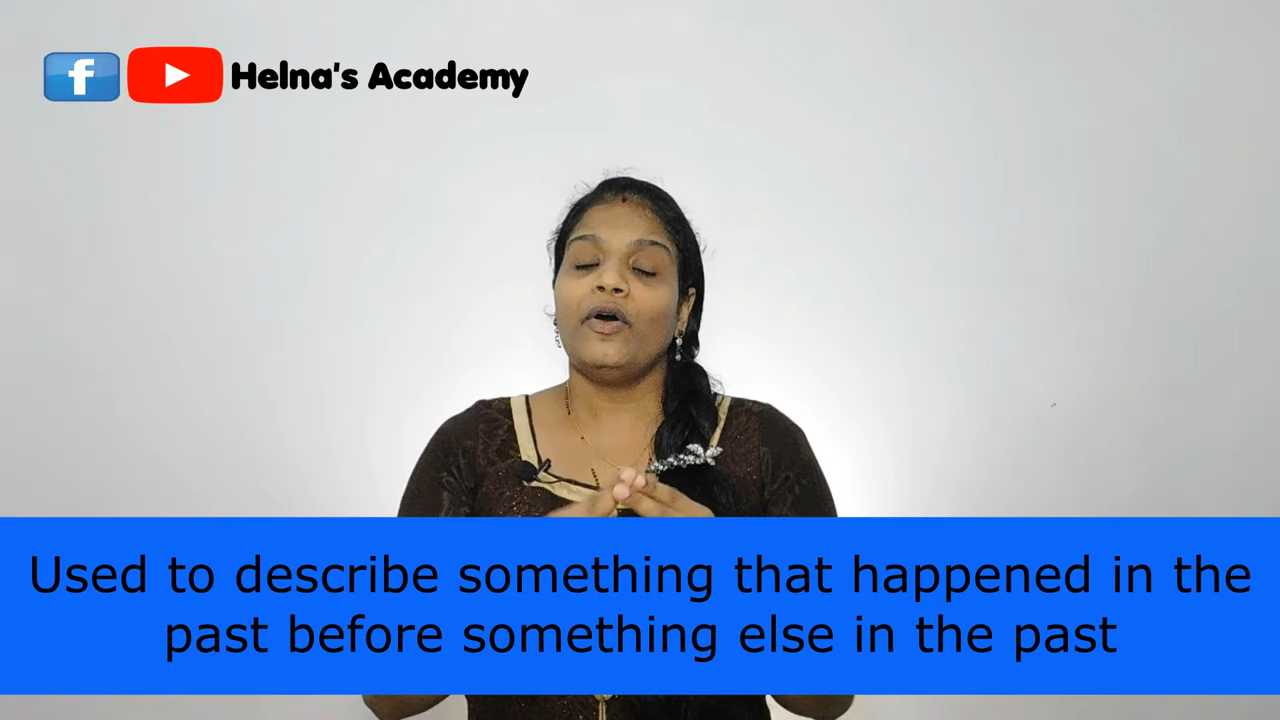 Helna's Academy
Used to describe something that happened in the
past before something else in the past